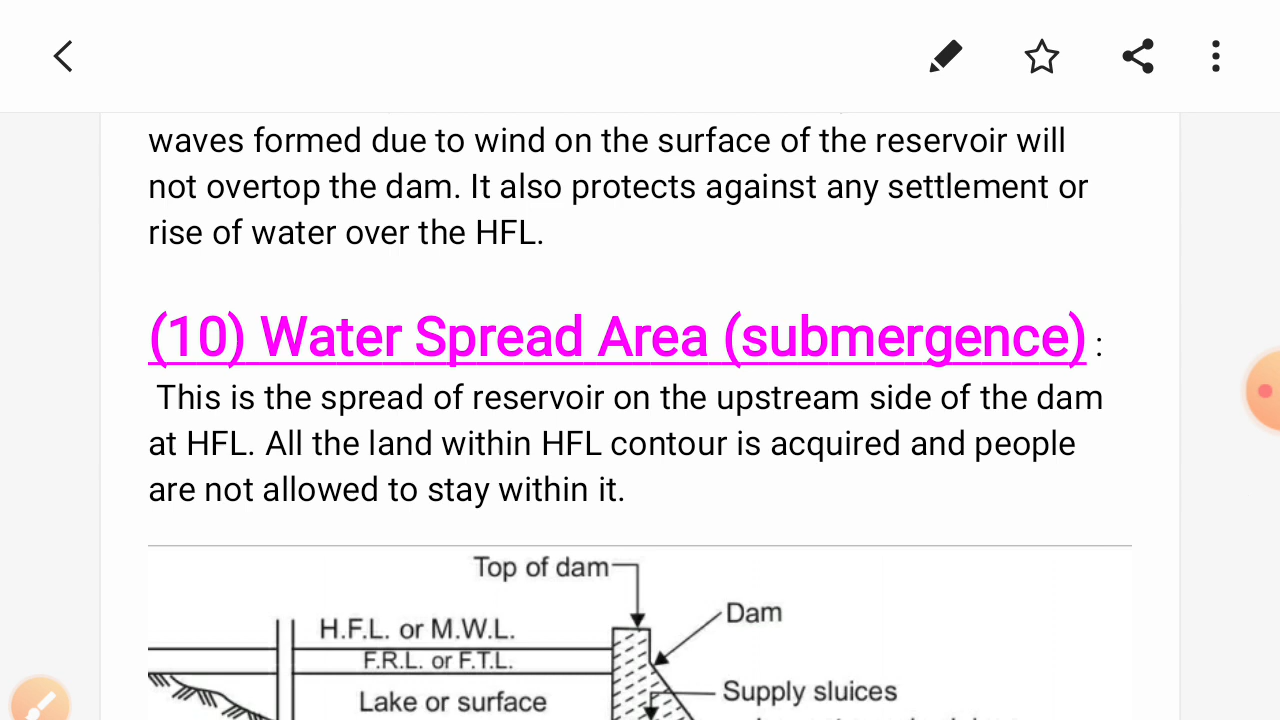 waves formed due to wind on the surface of the reservoir will
not overtop the dam. It also protects against any settlement or
rise of water over the HFL.
(10) Water Spread Area (submergence) :
This is the spread of reservoir on the upstream side of the dam
at HFL. All the land within HFL contour is acquired and people
are not allowed to stay within it.
Top of dam
Dam
H.F.L. or M.W.L.
F.R.L. or F.T.L.
Supply sluices
Lake or surface